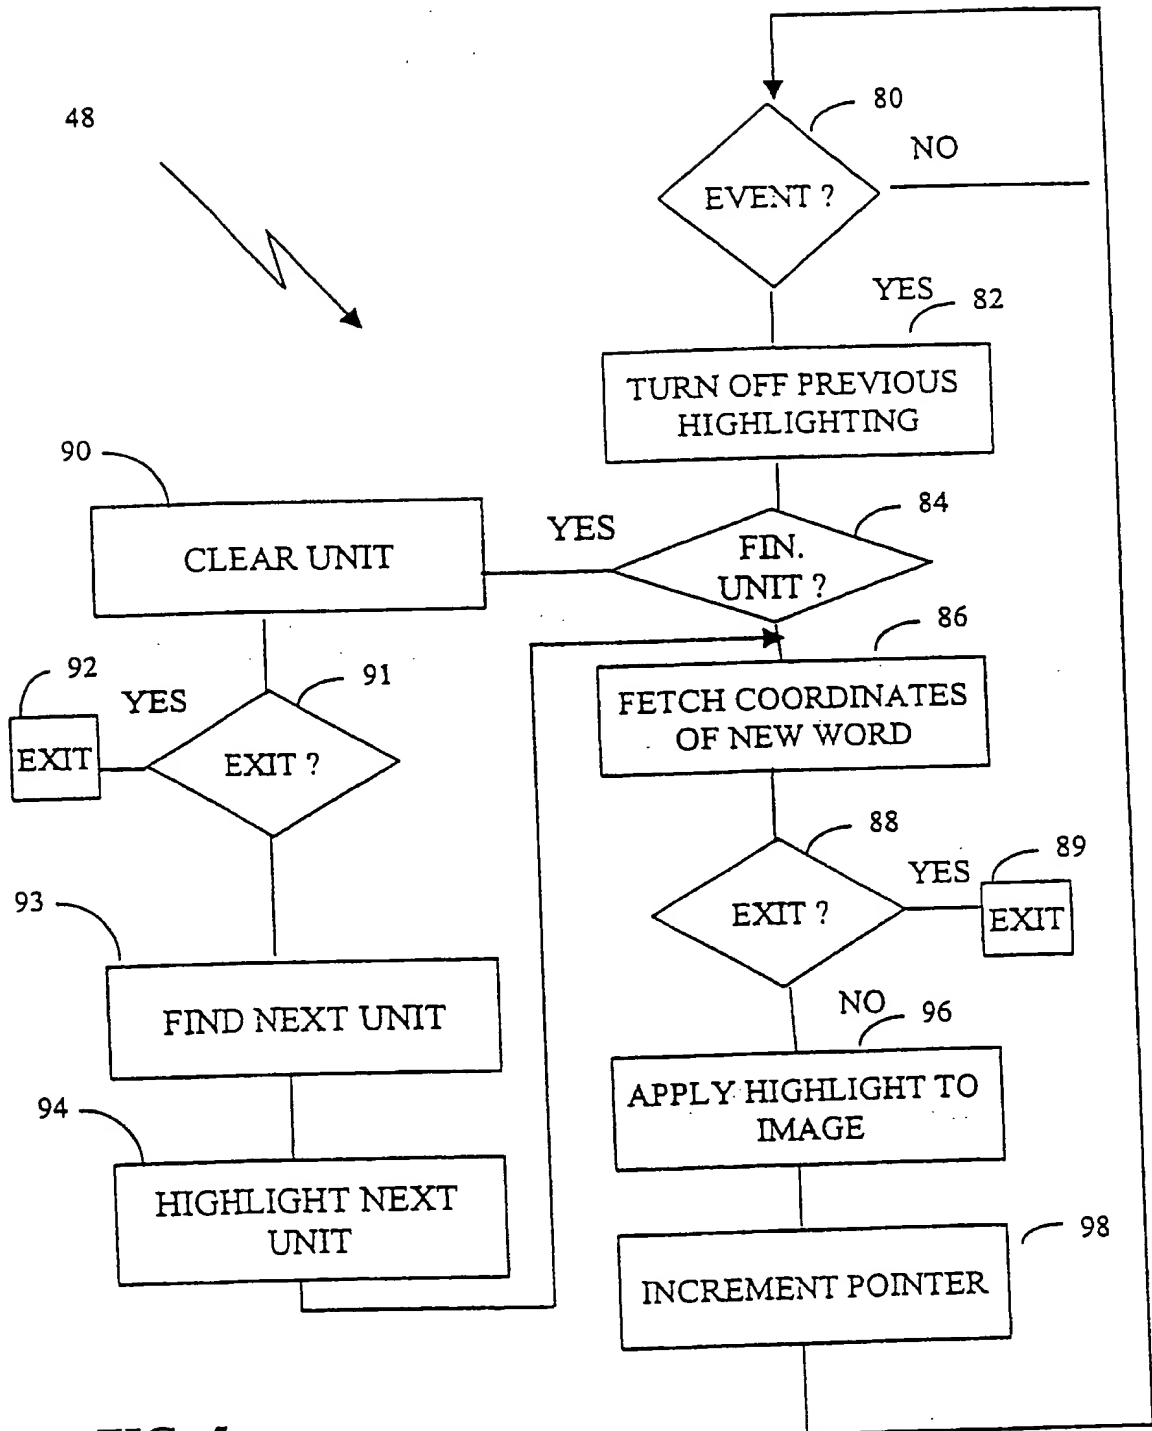 48
80
NO
EVENT ?
YES
82
TURN OFF PREVIOUS
HIGHLIGHTING
90
84
YES
CLEAR UNIT
FIN.
UNIT ?
86
92
YES
91
FETCH COORDINATES
OF NEW WORD
EXIT
EXIT ?
88
89
YES
EXIT ?
EXIT
93
FIND NEXT UNIT
NO
96
94
APPLY HIGHLIGHT TO
IMAGE
HIGHLIGHT NEXT
UNIT
98
INCREMENT POINTER